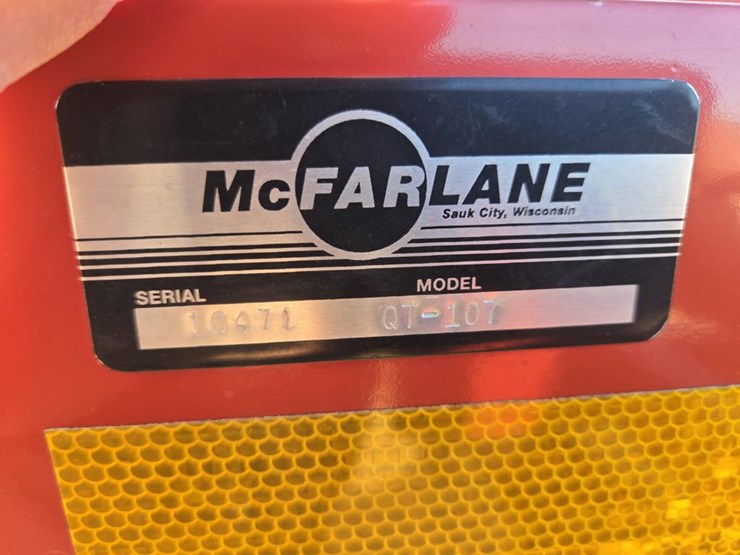 McFARLANE
Sauk City, Wisconsin
SERIAL MODEL
QT-107